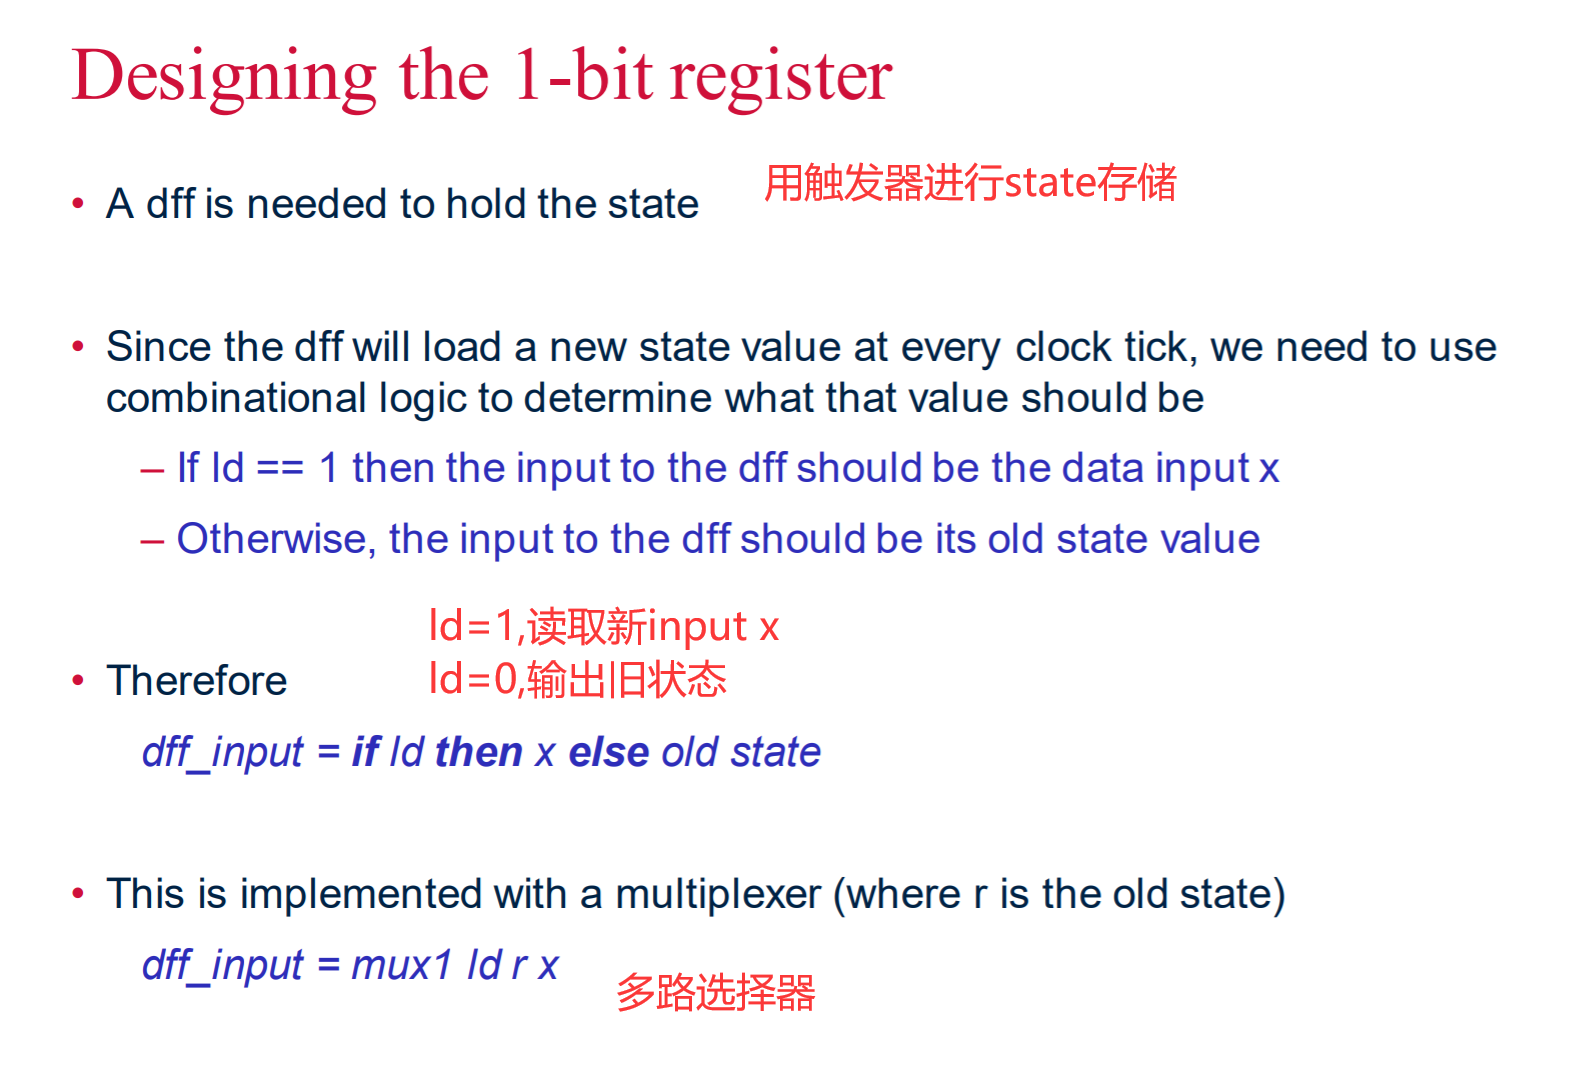 Designing the 1-bit register
用触发器进行state存储
• A dff is needed to hold the state
• Since the dff will load a new state value at every clock tick, we need to use
combinational logic to determine what that value should be
– If ld == 1 then the input to the dff should be the data input x
– Otherwise, the input to the dff should be its old state value
ld=1,读取新input x
ld=0,输出旧状态
• Therefore
dff_input = if ld then x else old state
• This is implemented with a multiplexer (where r is the old state)
dff_input = mux1 ld r x
多路选择器